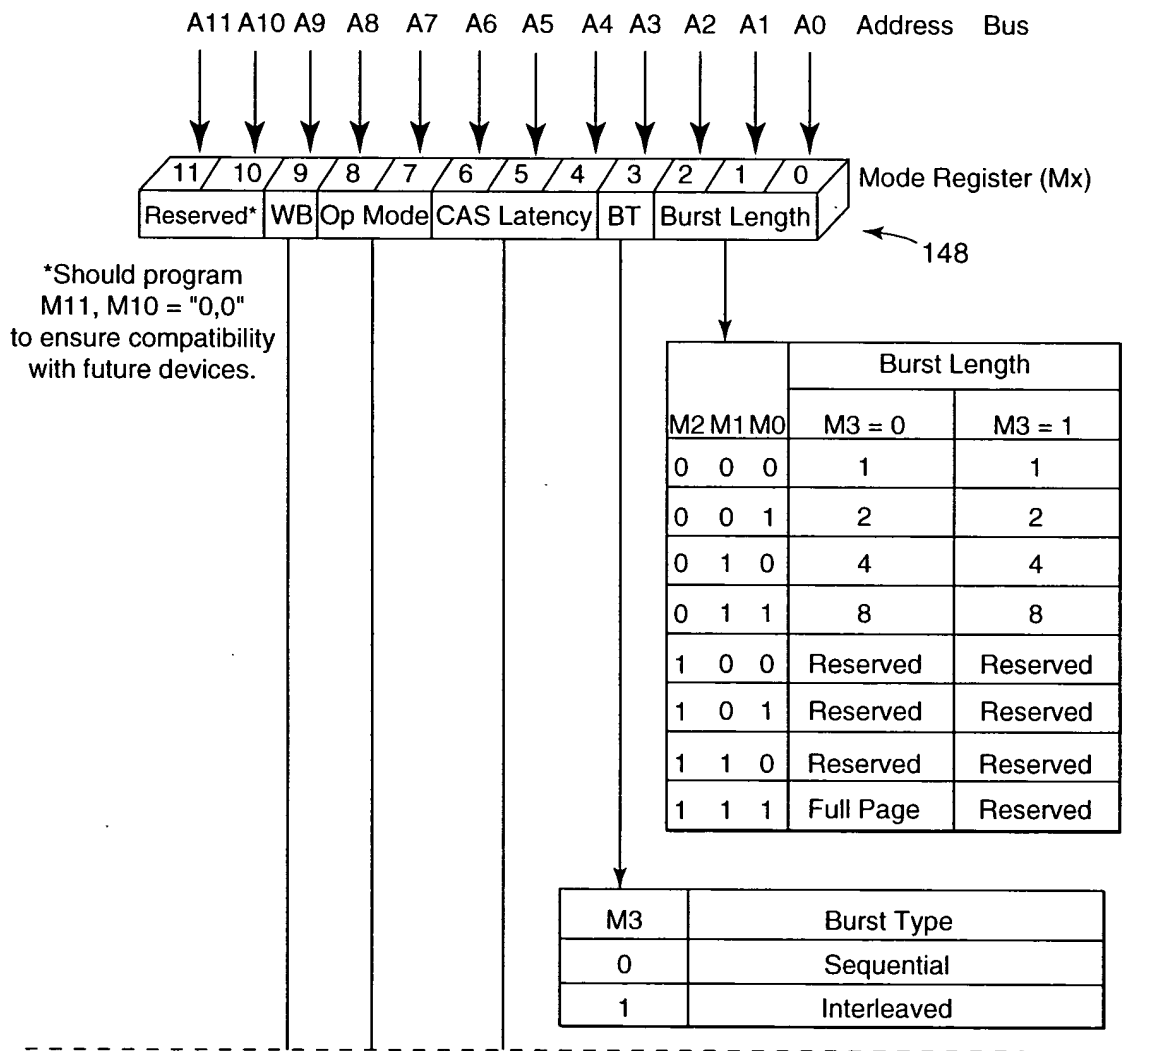 A11 A10 A9 A8 A7 A6 A5 A4 A3 A2 A1 A0 Address Bus
11 10 9 8 7 6 5 4 3 2 1 0 Mode Register (Mx)
Reserved* WB Op Mode CAS Latency BT Burst Length
148
*Should program
M11, M10 = "0,0"
to ensure compatibility
with future devices.
Burst Length
M2 M1 M0 M3 = 0 M3 = 1
0 0 0 1 1
0 0 1 2 2
0 1 0 4 4
0 1 1 8 8
1 0 0 Reserved Reserved
1 0 1 Reserved Reserved
1 1 0 Reserved Reserved
1 1 1 Full Page Reserved
M3 Burst Type
0 Sequential
1 Interleaved